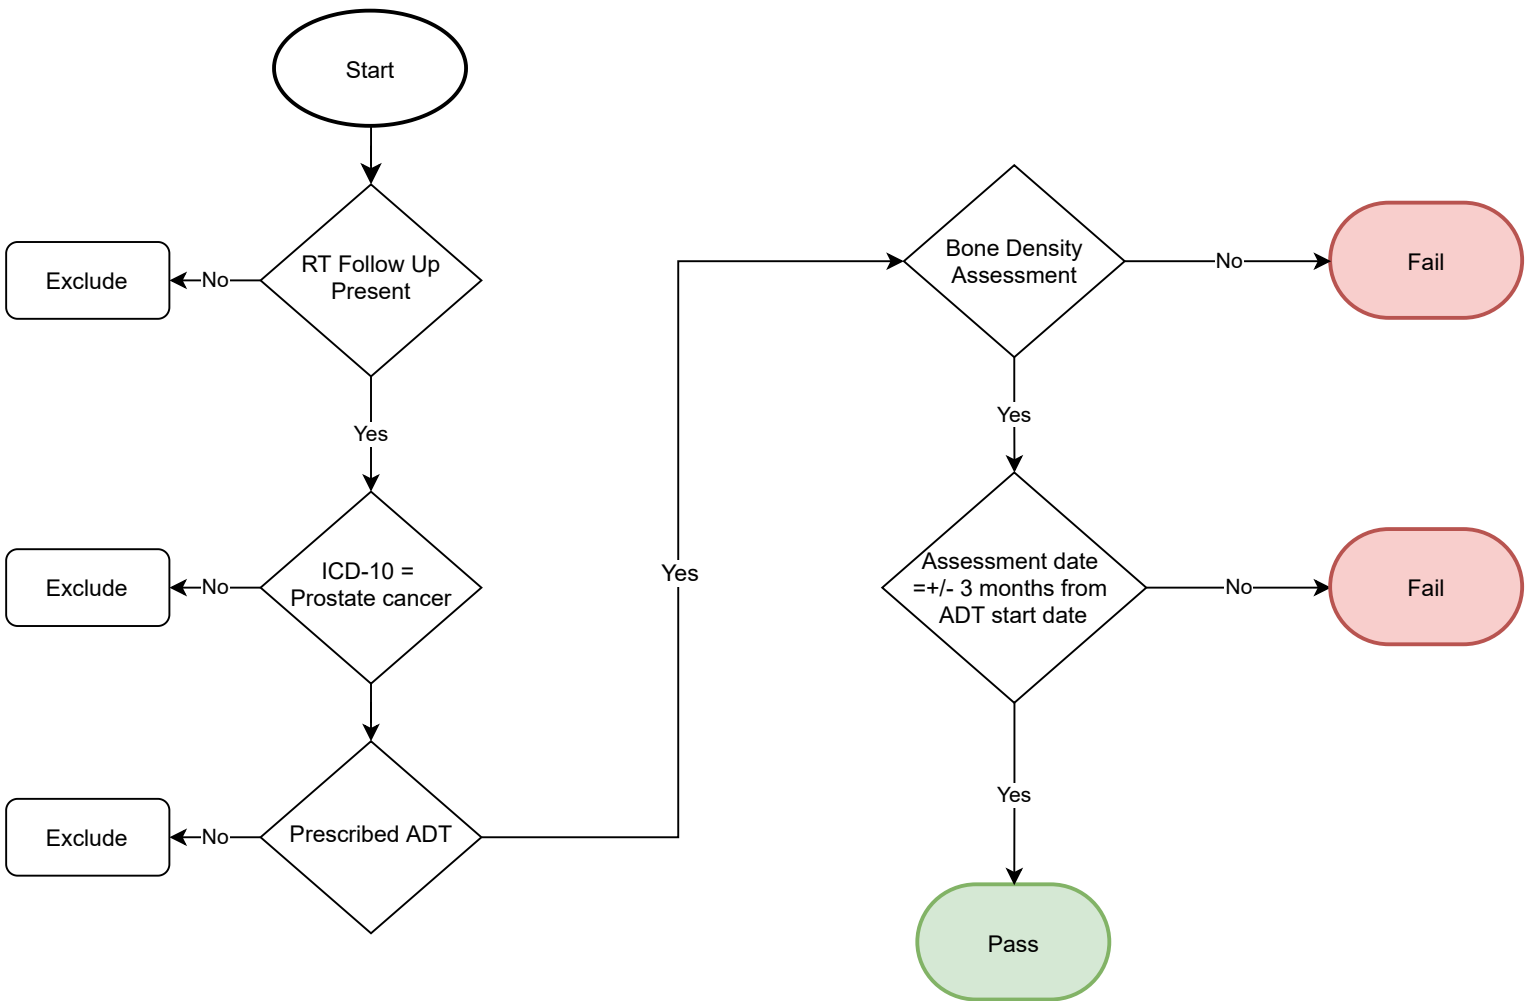 Start
RT Follow Up
Present
No
Exclude
Yes
ICD-10 =
Prostate cancer
No
Exclude
Prescribed ADT
No
Exclude
Yes
Bone Density
Assessment
No
Fail
Yes
Assessment date
=+/- 3 months from
ADT start date
No
Fail
Yes
Pass